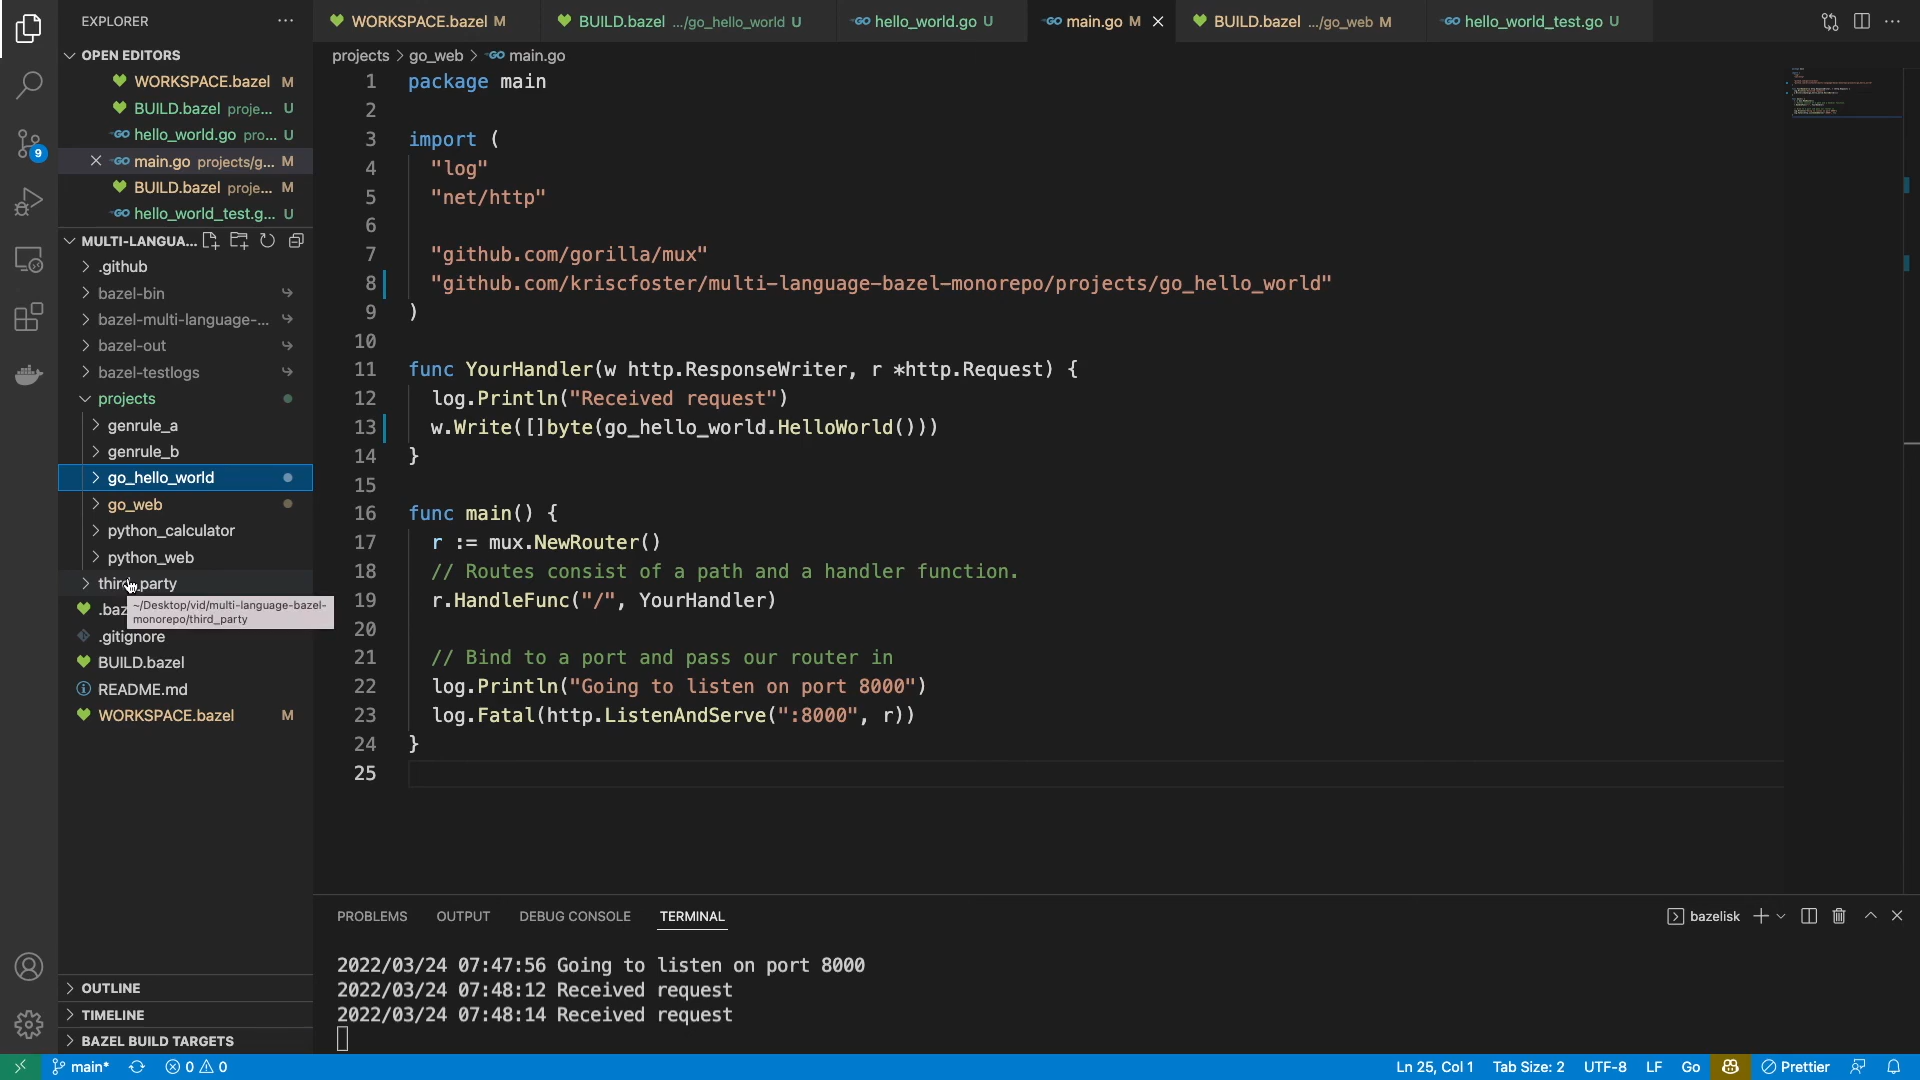 EXPLORER
OPEN EDITORS
WORKSPACE.bazel M
BUILD.bazel proje... U
hello_world.go pro... U
main.go projects/g... M
BUILD.bazel proje... M
hello_world_test.g... U
MULTI-LANGUA...
.github
bazel-bin
bazel-multi-language-...
bazel-out
bazel-testlogs
projects
genrule_a
genrule_b
go_hello_world
go_web
python_calculator
python_web
third_party
.baz
~/Desktop/vid/multi-language-bazel-
monorepo/third_party
.gitignore
BUILD.bazel
README.md
WORKSPACE.bazel M
OUTLINE
TIMELINE
BAZEL BUILD TARGETS
9
WORKSPACE.bazel M
BUILD.bazel .../go_hello_world U
GO hello_world.go U
GO main.go M
BUILD.bazel .../go_web M
GO hello_world_test.go U
projects > go_web > GO main.go
1 package main
2
3 import (
4 "log"
5 "net/http"
6
7 "github.com/gorilla/mux"
8 "github.com/kriscfoster/multi-language-bazel-monorepo/projects/go_hello_world"
9 )
10
11 func YourHandler(w http.ResponseWriter, r *http.Request) {
12 log.Println("Received request")
13 w.Write([]byte(go_hello_world.HelloWorld()))
14 }
15
16 func main() {
17 r := mux.NewRouter()
18 // Routes consist of a path and a handler function.
19 r.HandleFunc("/", YourHandler)
20
21 // Bind to a port and pass our router in
22 log.Println("Going to listen on port 8000")
23 log.Fatal(http.ListenAndServe(":8000", r))
24 }
25
PROBLEMS OUTPUT DEBUG CONSOLE TERMINAL bazelisk
2022/03/24 07:47:56 Going to listen on port 8000
2022/03/24 07:48:12 Received request
2022/03/24 07:48:14 Received request
main* 0 0 Ln 25, Col 1 Tab Size: 2 UTF-8 LF Go Prettier